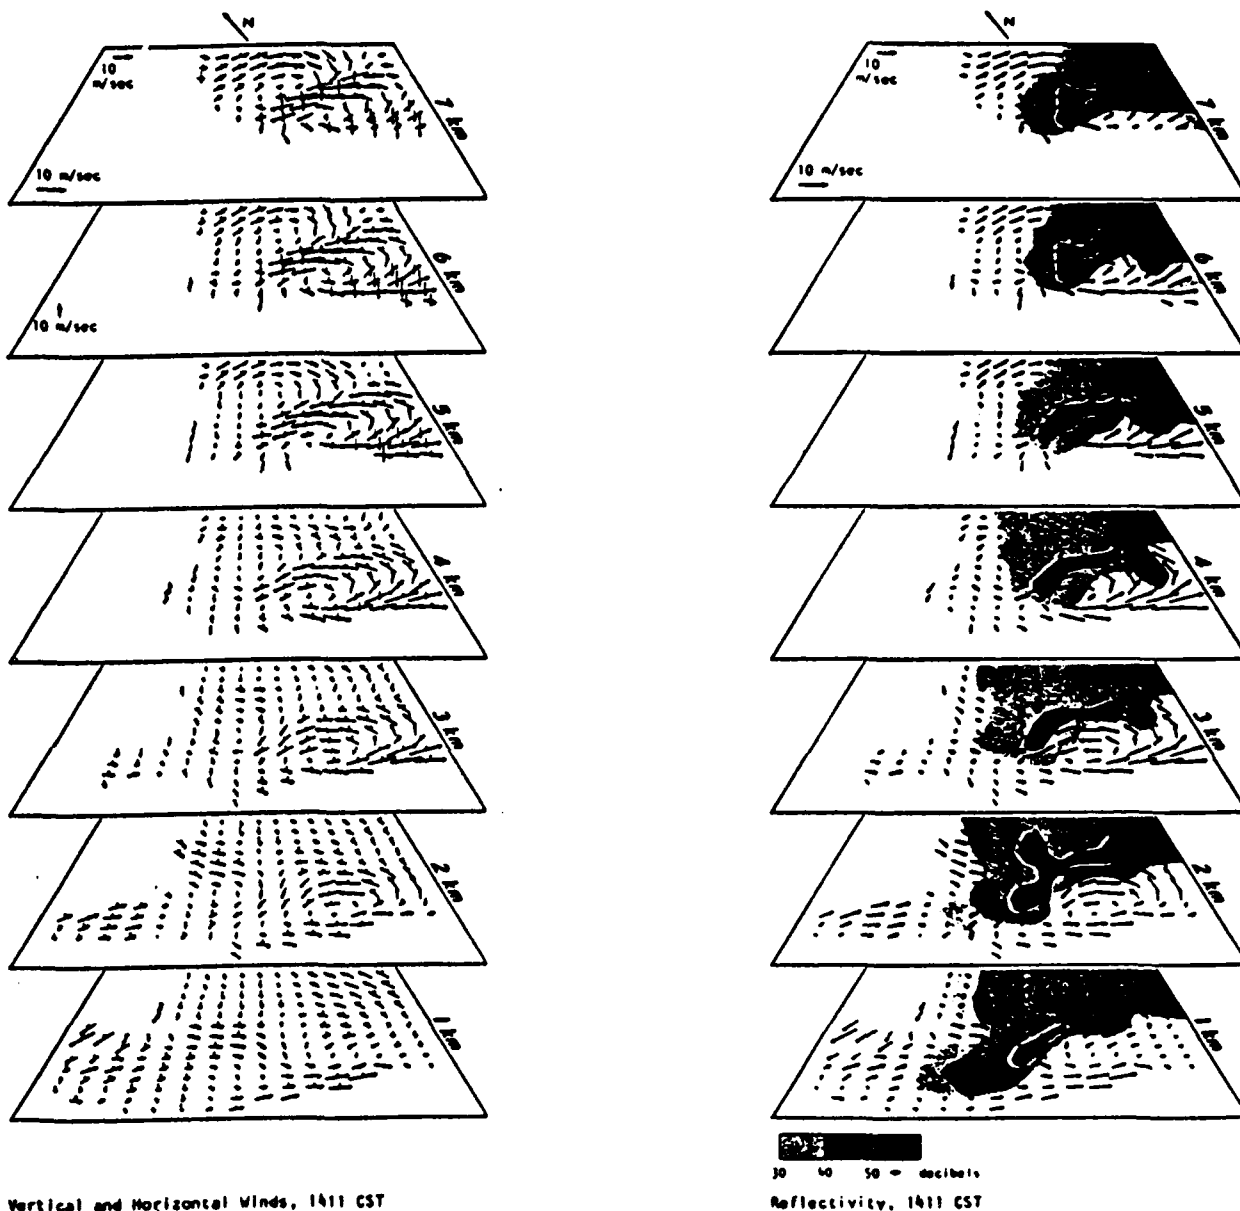 N
10
m/sec
10 m/sec
7 km
6 km
10 m/sec
5 km
4 km
3 km
2 km
1 km
Vertical and Horizontal Winds, 1411 CST
N
10
m/sec
10 m/sec
7 km
6 km
5 km
4 km
3 km
2 km
1 km
30 40 50 decibels
Reflectivity, 1411 CST